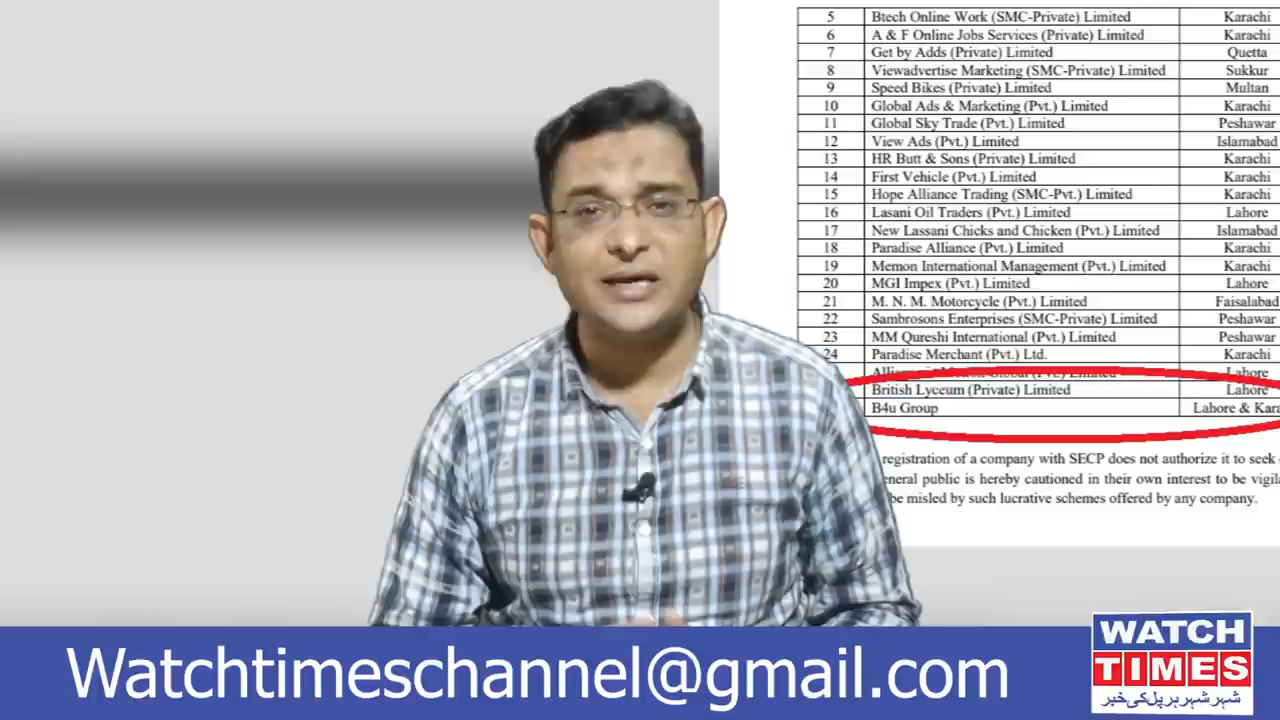 5 Btech Online Work (SMC-Private) Limited Karachi
6 A & F Online Jobs Services (Private) Limited Karachi
7 Get by Adds (Private) Limited Quetta
8 Viewadvertise Marketing (SMC-Private) Limited Sukkur
9 Speed Bikes (Private) Limited Multan
10 Global Ads & Marketing (Pvt.) Limited Karachi
11 Global Sky Trade (Pvt.) Limited Peshawar
12 View Ads (Pvt.) Limited Islamabad
13 HR Butt & Sons (Private) Limited Karachi
14 First Vehicle (Pvt.) Limited Karachi
15 Hope Alliance Trading (SMC-Pvt.) Limited Karachi
16 Lasani Oil Traders (Pvt.) Limited Lahore
17 New Lassani Chicks and Chicken (Pvt.) Limited Islamabad
18 Paradise Alliance (Pvt.) Limited Karachi
19 Memon International Management (Pvt.) Limited Karachi
20 MGI Impex (Pvt.) Limited Lahore
21 M. N. M. Motorcycle (Pvt.) Limited Faisalabad
22 Sambrosons Enterprises (SMC-Private) Limited Peshawar
23 MM Qureshi International (Pvt.) Limited Peshawar
24 Paradise Merchant (Pvt.) Ltd. Karachi
Global (Pvt.) Limited Lahore
British Lyceum (Private) Limited Lahore
B4u Group Lahore & Kara
registration of a company with SECP does not authorize it to seek
eneral public is hereby cautioned in their own interest to be vigila
be misled by such lucrative schemes offered by any company.
Watchtimeschannel@gmail.com
WATCH
TIMES
شہر شہر ہر پل کی خبر